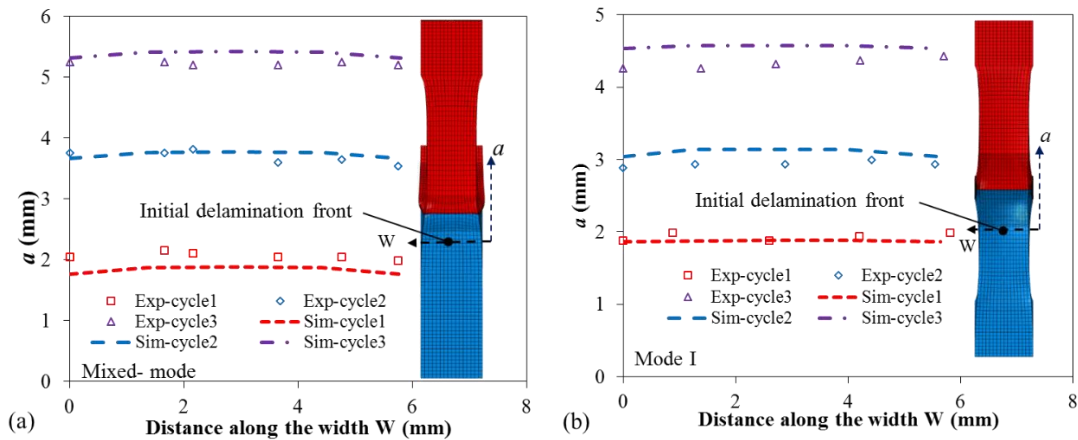 6
5
4
3
2
1
0
a (mm)
a
Initial delamination front
W
Exp-cycle1
Exp-cycle2
Exp-cycle3
Sim-cycle1
Sim-cycle2
Sim-cycle3
Mixed- mode
0 2 4 6 8
(a)
Distance along the width W (mm)
5
4
3
2
1
0
a (mm)
a
Initial delamination front
W
Exp-cycle1
Exp-cycle2
Exp-cycle3
Sim-cycle1
Sim-cycle2
Sim-cycle3
Mode I
0 2 4 6 8
(b)
Distance along the width W (mm)